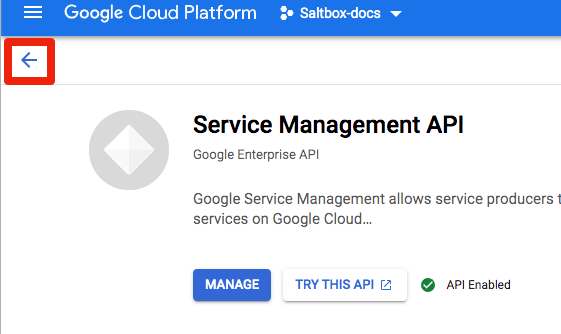 Google Cloud Platform Saltbox-docs
Service Management API
Google Enterprise API
Google Service Management allows service producers t
services on Google Cloud...
MANAGE TRY THIS API API Enabled